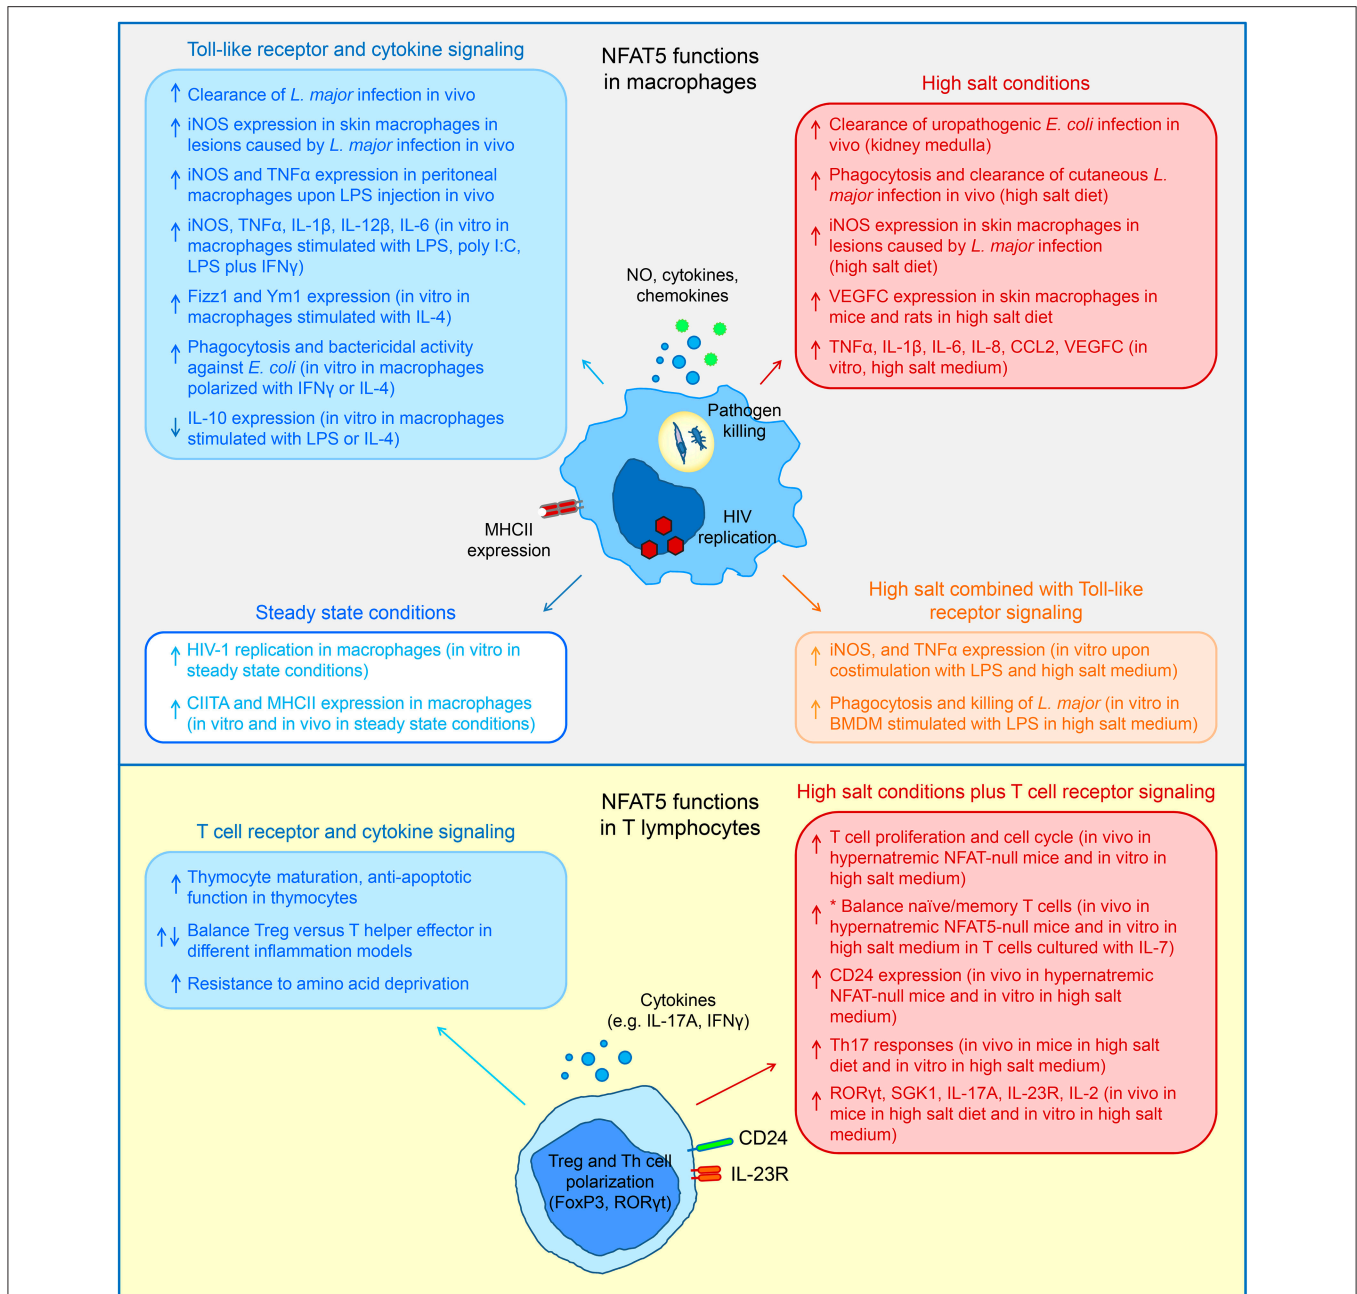 NFAT5 functions
in macrophages
Toll-like receptor and cytokine signaling
↑ Clearance of L. major infection in vivo
↑ iNOS expression in skin macrophages in
lesions caused by L. major infection in vivo
↑ iNOS and TNFα expression in peritoneal
macrophages upon LPS injection in vivo
↑ iNOS, TNFα, IL-1β, IL-12β, IL-6 (in vitro in
macrophages stimulated with LPS, poly I:C,
LPS plus IFNγ)
↑ Fizz1 and Ym1 expression (in vitro in
macrophages stimulated with IL-4)
↑ Phagocytosis and bactericidal activity
against E. coli (in vitro in macrophages
polarized with IFNγ or IL-4)
↓ IL-10 expression (in vitro in macrophages
stimulated with LPS or IL-4)
High salt conditions
↑ Clearance of uropathogenic E. coli infection in
vivo (kidney medulla)
↑ Phagocytosis and clearance of cutaneous L.
major infection in vivo (high salt diet)
↑ iNOS expression in skin macrophages in
lesions caused by L. major infection
(high salt diet)
↑ VEGFC expression in skin macrophages in
mice and rats in high salt diet
↑ TNFα, IL-1β, IL-6, IL-8, CCL2, VEGFC (in
vitro, high salt medium)
NO, cytokines,
chemokines
Pathogen
killing
HIV
replication
MHCII
expression
Steady state conditions
↑ HIV-1 replication in macrophages (in vitro in
steady state conditions)
↑ CIITA and MHCII expression in macrophages
(in vitro and in vivo in steady state conditions)
High salt combined with Toll-like
receptor signaling
↑ iNOS, and TNFα expression (in vitro upon
costimulation with LPS and high salt medium)
↑ Phagocytosis and killing of L. major (in vitro in
BMDM stimulated with LPS in high salt medium)
NFAT5 functions
in T lymphocytes
T cell receptor and cytokine signaling
↑ Thymocyte maturation, anti-apoptotic
function in thymocytes
↑↓ Balance Treg versus T helper effector in
different inflammation models
↑ Resistance to amino acid deprivation
High salt conditions plus T cell receptor signaling
↑ T cell proliferation and cell cycle (in vivo in
hypernatremic NFAT-null mice and in vitro in
high salt medium)
↑ * Balance naïve/memory T cells (in vivo in
hypernatremic NFAT5-null mice and in vitro in
high salt medium in T cells cultured with IL-7)
↑ CD24 expression (in vivo in hypernatremic
NFAT-null mice and in vitro in high salt
medium)
↑ Th17 responses (in vivo in mice in high salt
diet and in vitro in high salt medium)
↑ RORγt, SGK1, IL-17A, IL-23R, IL-2 (in vivo in
mice in high salt diet and in vitro in high salt
medium)
Cytokines
(e.g. IL-17A, IFNγ)
CD24
IL-23R
Treg and Th cell
polarization
(FoxP3, RORγt)